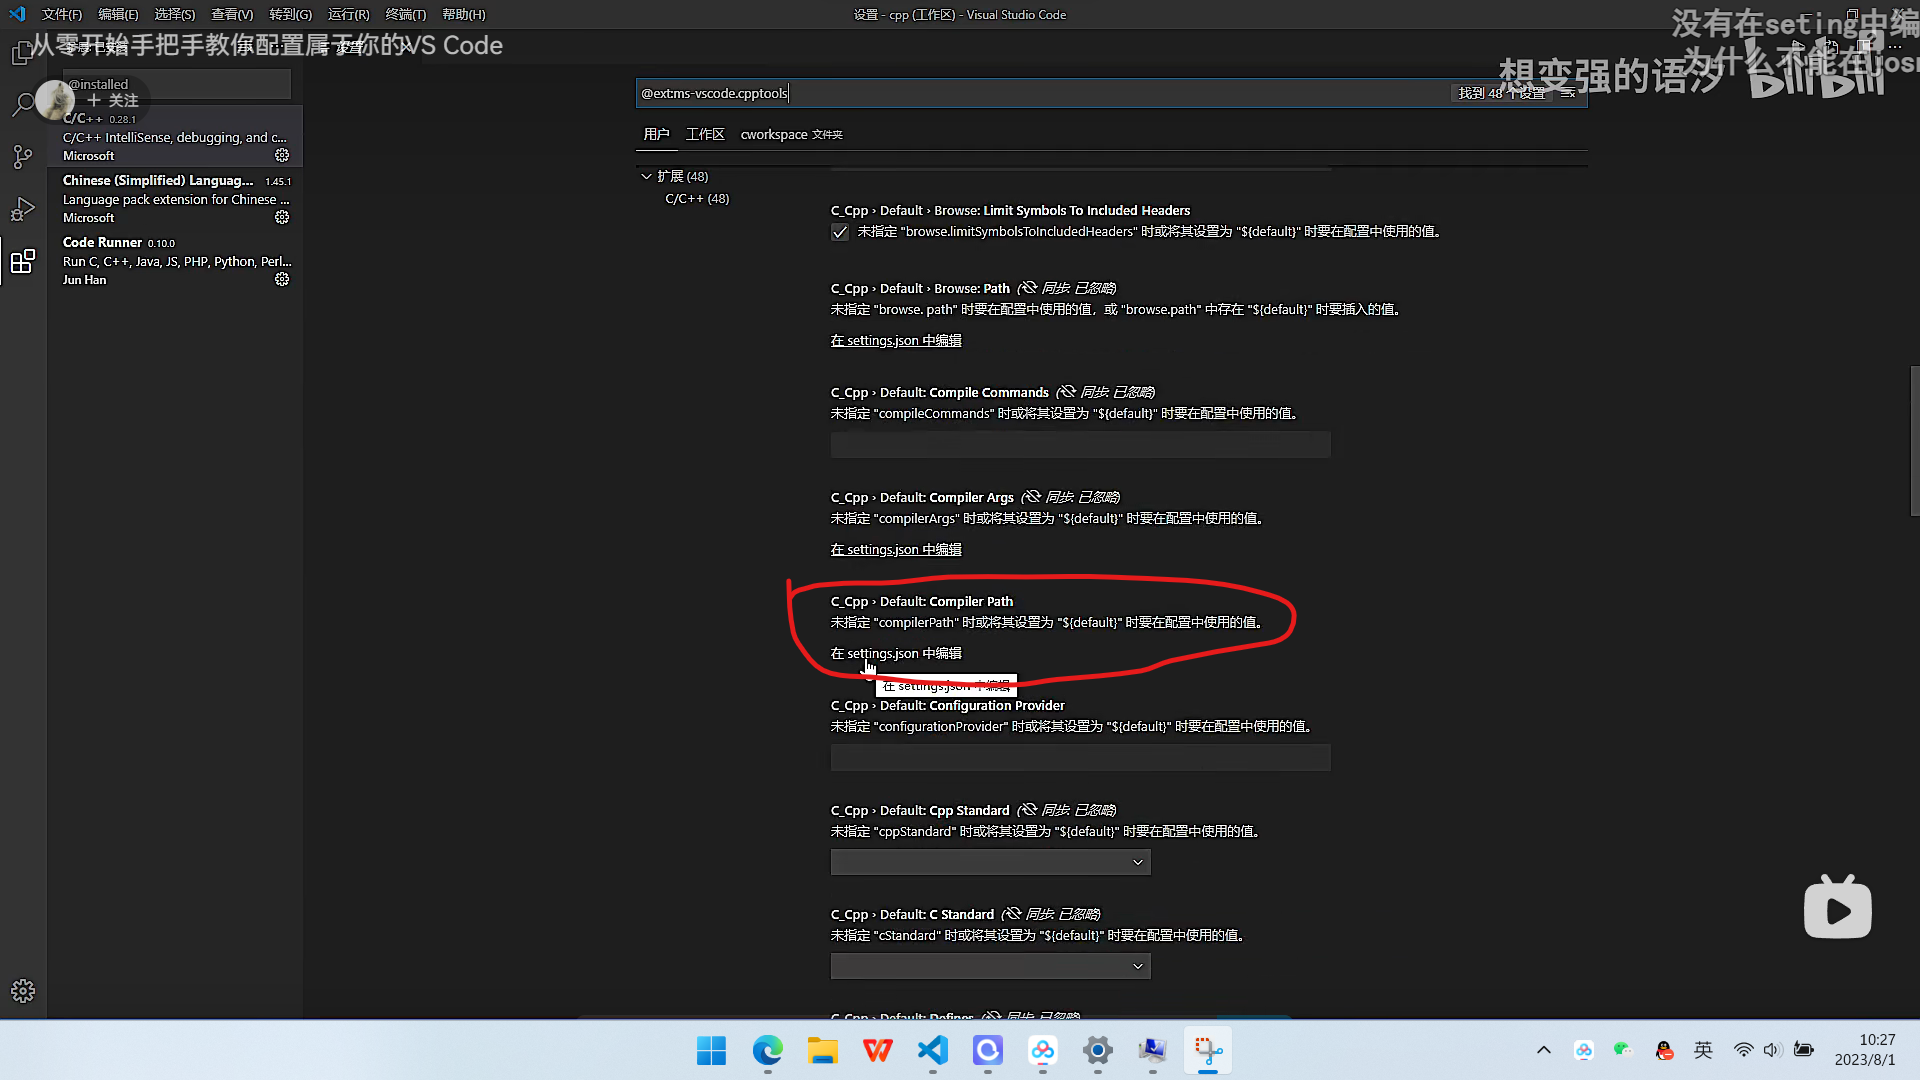 文件(F) 编辑(E) 选择(S) 查看(V) 转到(G) 运行(R) 终端(T) 帮助(H)
设置 - cpp (工作区) - Visual Studio Code
没有在seting中编
从零开始手把手教你配置属于你的VS Code
为什么不能在josn
想变强的语汐
bilibili
@installed
关注
C/C++ 0.28.1
C/C++ IntelliSense, debugging, and c...
Microsoft
Chinese (Simplified) Languag... 1.45.1
Language pack extension for Chinese ...
Microsoft
Code Runner 0.10.0
Run C, C++, Java, JS, PHP, Python, Perl...
Jun Han
@ext:ms-vscode.cpptools
找到 48 个设置
用户 工作区 cworkspace 文件夹
扩展 (48)
C/C++ (48)
C_Cpp › Default › Browse: Limit Symbols To Included Headers
未指定 "browse.limitSymbolsToIncludedHeaders" 时或将其设置为 "${default}" 时要在配置中使用的值。
C_Cpp › Default › Browse: Path (同步: 已忽略)
未指定 "browse. path" 时要在配置中使用的值，或 "browse.path" 中存在 "${default}" 时要插入的值。
在 settings.json 中编辑
C_Cpp › Default: Compile Commands (同步: 已忽略)
未指定 "compileCommands" 时或将其设置为 "${default}" 时要在配置中使用的值。
C_Cpp › Default: Compiler Args (同步: 已忽略)
未指定 "compilerArgs" 时或将其设置为 "${default}" 时要在配置中使用的值。
在 settings.json 中编辑
C_Cpp › Default: Compiler Path
未指定 "compilerPath" 时或将其设置为 "${default}" 时要在配置中使用的值。
在 settings.json 中编辑
在 settings.json 中编辑
C_Cpp › Default: Configuration Provider
未指定 "configurationProvider" 时或将其设置为 "${default}" 时要在配置中使用的值。
C_Cpp › Default: Cpp Standard (同步: 已忽略)
未指定 "cppStandard" 时或将其设置为 "${default}" 时要在配置中使用的值。
C_Cpp › Default: C Standard (同步: 已忽略)
未指定 "cStandard" 时或将其设置为 "${default}" 时要在配置中使用的值。
C_Cpp › Default: Defines (同步: 已忽略)
英
10:27
2023/8/1